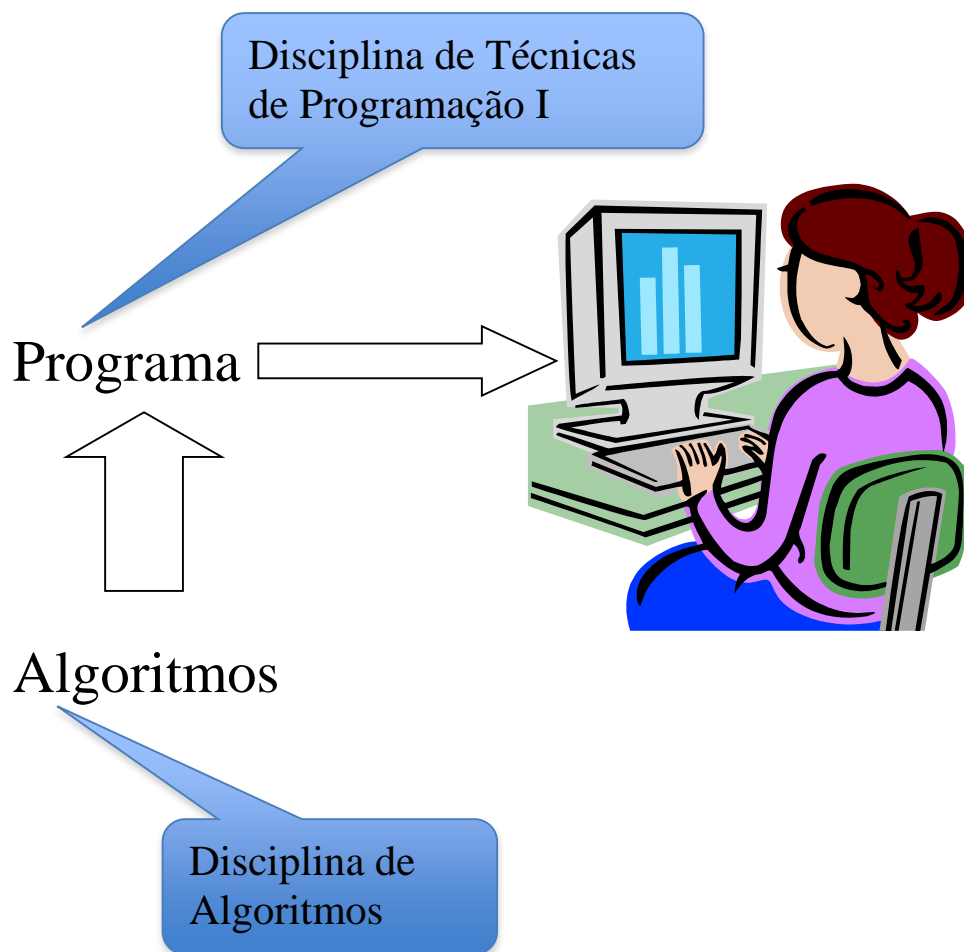 Disciplina de Técnicas
de Programação I
Programa
Algoritmos
Disciplina de
Algoritmos